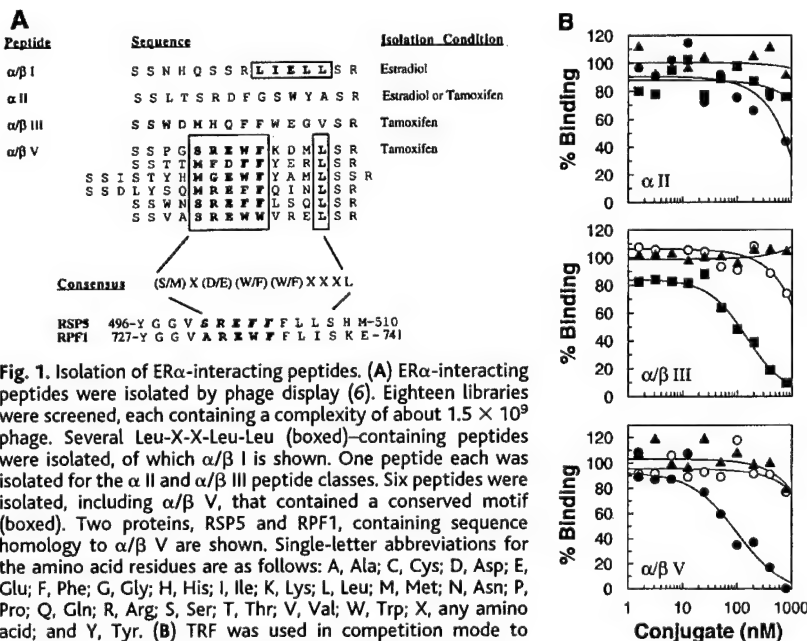 A
Peptide Sequence Isolation Condition
α/β I S S N H Q S S R L I E L L S R Estradiol
α II S S L T S R D F G S W Y A S R Estradiol or Tamoxifen
α/β III S S W D M H Q F F W E G V S R Tamoxifen
α/β V S S P G S R E W F K D M L S R Tamoxifen
S S T T M F D F F Y E R L S R
S S I S T Y H M G E W F Y A M L S S R
S S D L Y S Q M R E F F Q I N L S R
S S W N S R E F F L S Q L S R
S S V A S R E W W V R E L S R
Consensus (S/M) X (D/E) (W/F) (W/F) X X X L
RSP5 496-Y G G V S R E F F F L L S H M-510
RPF1 727-Y G G V A R E W F F L I S K E-741
Fig. 1. Isolation of ERα-interacting peptides. (A) ERα-interacting
peptides were isolated by phage display (6). Eighteen libraries
were screened, each containing a complexity of about 1.5 × 10⁹
phage. Several Leu-X-X-Leu-Leu (boxed)–containing peptides
were isolated, of which α/β I is shown. One peptide each was
isolated for the α II and α/β III peptide classes. Six peptides were
isolated, including α/β V, that contained a conserved motif
(boxed). Two proteins, RSP5 and RPF1, containing sequence
homology to α/β V are shown. Single-letter abbreviations for
the amino acid residues are as follows: A, Ala; C, Cys; D, Asp; E,
Glu; F, Phe; G, Gly; H, His; I, Ile; K, Lys; L, Leu; M, Met; N, Asn; P,
Pro; Q, Gln; R, Arg; S, Ser; T, Thr; V, Val; W, Trp; X, any amino
acid; and Y, Tyr. (B) TRF was used in competition mode to
B
120
100
80
60
40
20
0
% Binding
α II
120
100
80
60
40
20
0
% Binding
α/β III
120
100
80
60
40
20
0
% Binding
α/β V
1 10 100 1000
Conjugate (nM)